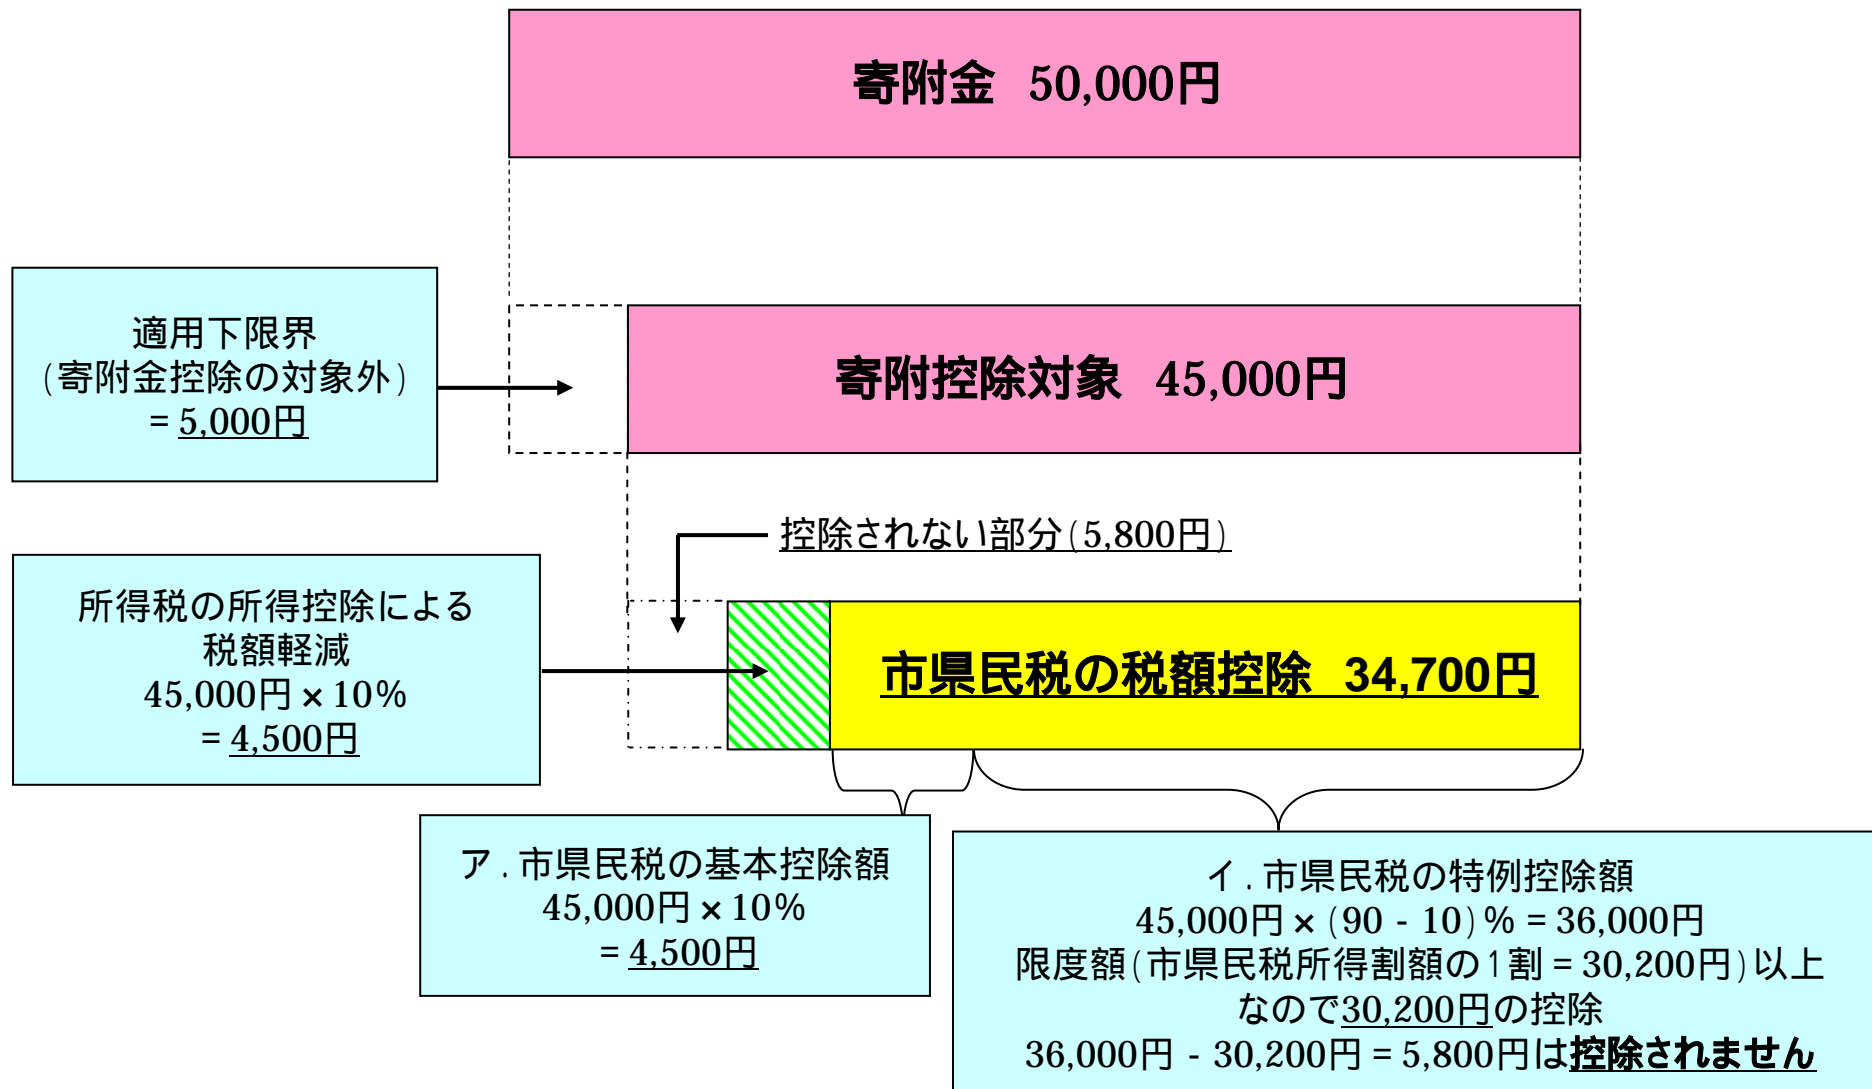 寄附金 50,000円
適用下限界
(寄附金控除の対象外)
= 5,000円
寄附控除対象 45,000円
控除されない部分(5,800円)
所得税の所得控除による
税額軽減
45,000円 × 10%
= 4,500円
市県民税の税額控除 34,700円
ア. 市県民税の基本控除額
45,000円 × 10%
= 4,500円
イ. 市県民税の特例控除額
45,000円 × (90 - 10)% = 36,000円
限度額(市県民税所得割額の1割 = 30,200円)以上
なので30,200円の控除
36,000円 - 30,200円 = 5,800円は控除されません